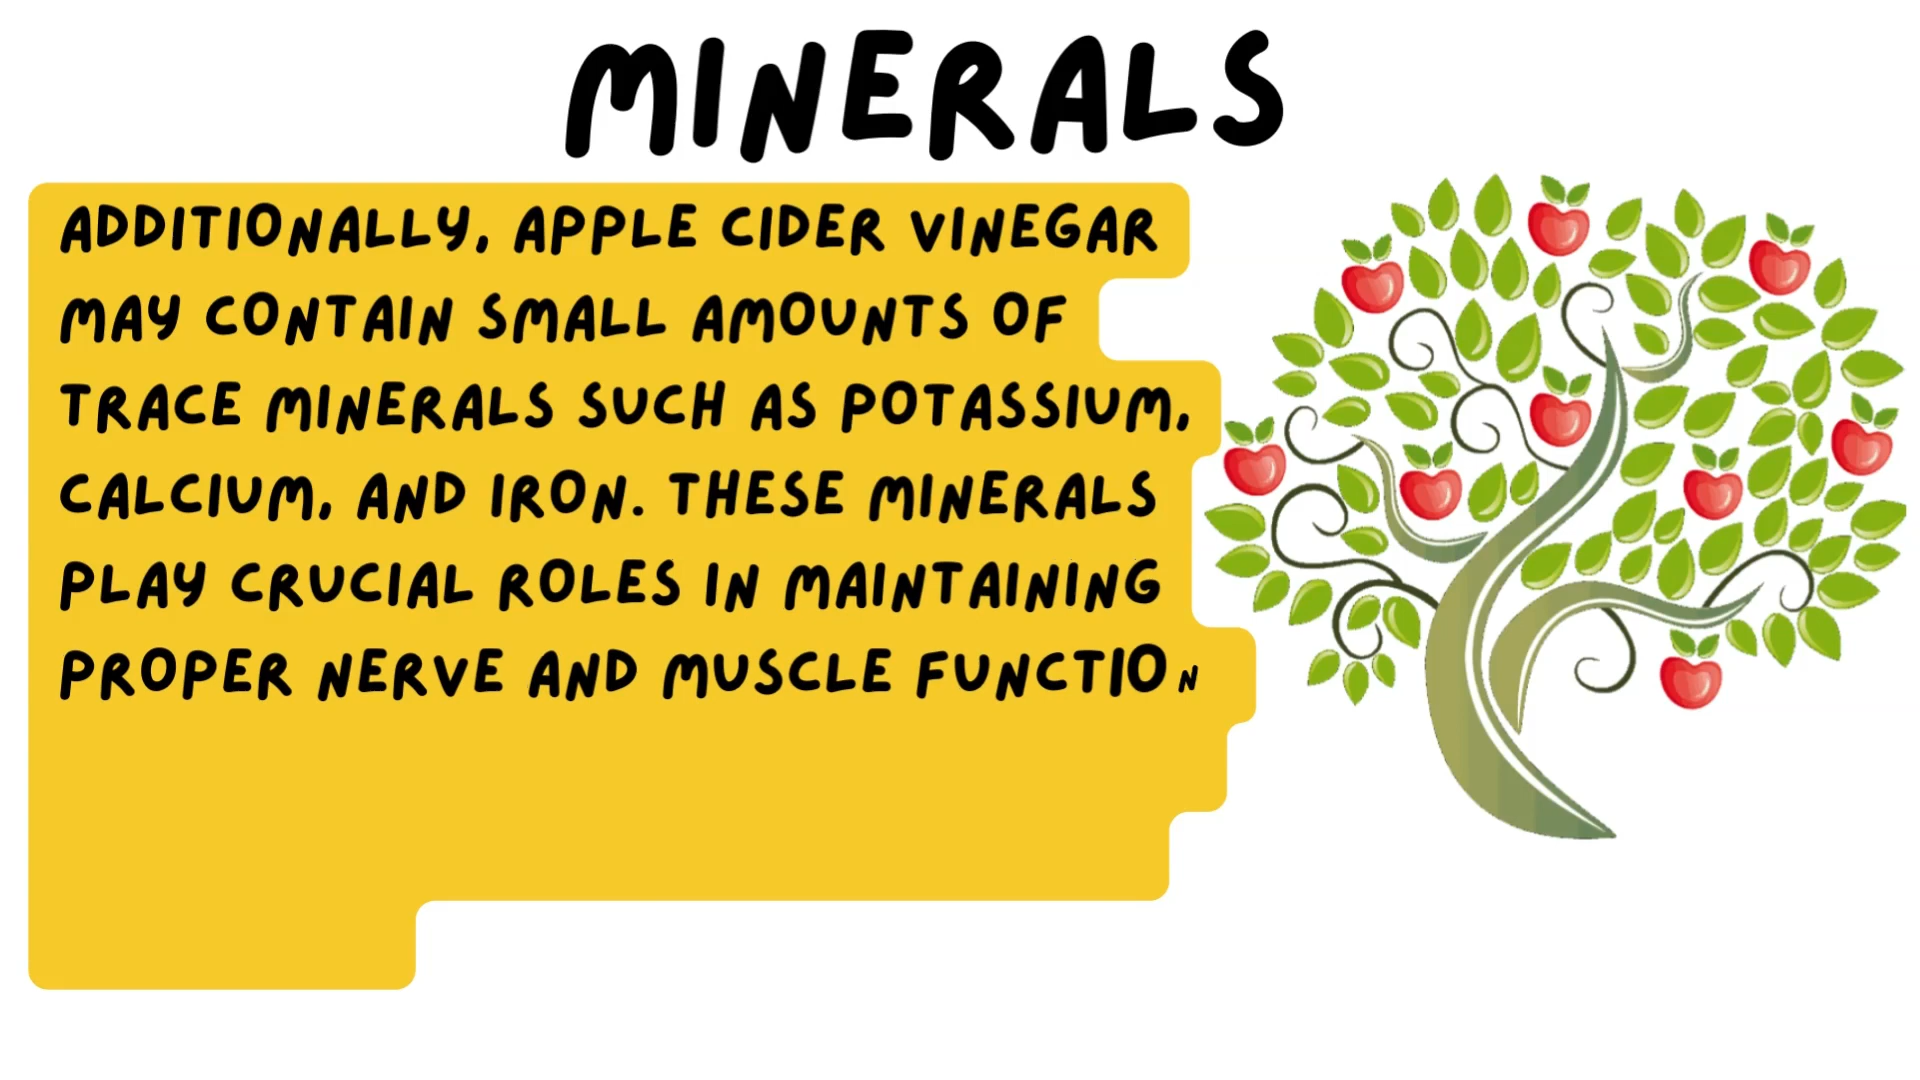 MINERALS
ADDITIONALLY, APPLE CIDER VINEGAR
MAY CONTAIN SMALL AMOUNTS OF
TRACE MINERALS SUCH AS POTASSIUM,
CALCIUM, AND IRON. THESE MINERALS
PLAY CRUCIAL ROLES IN MAINTAINING
PROPER NERVE AND MUSCLE FUNCTION